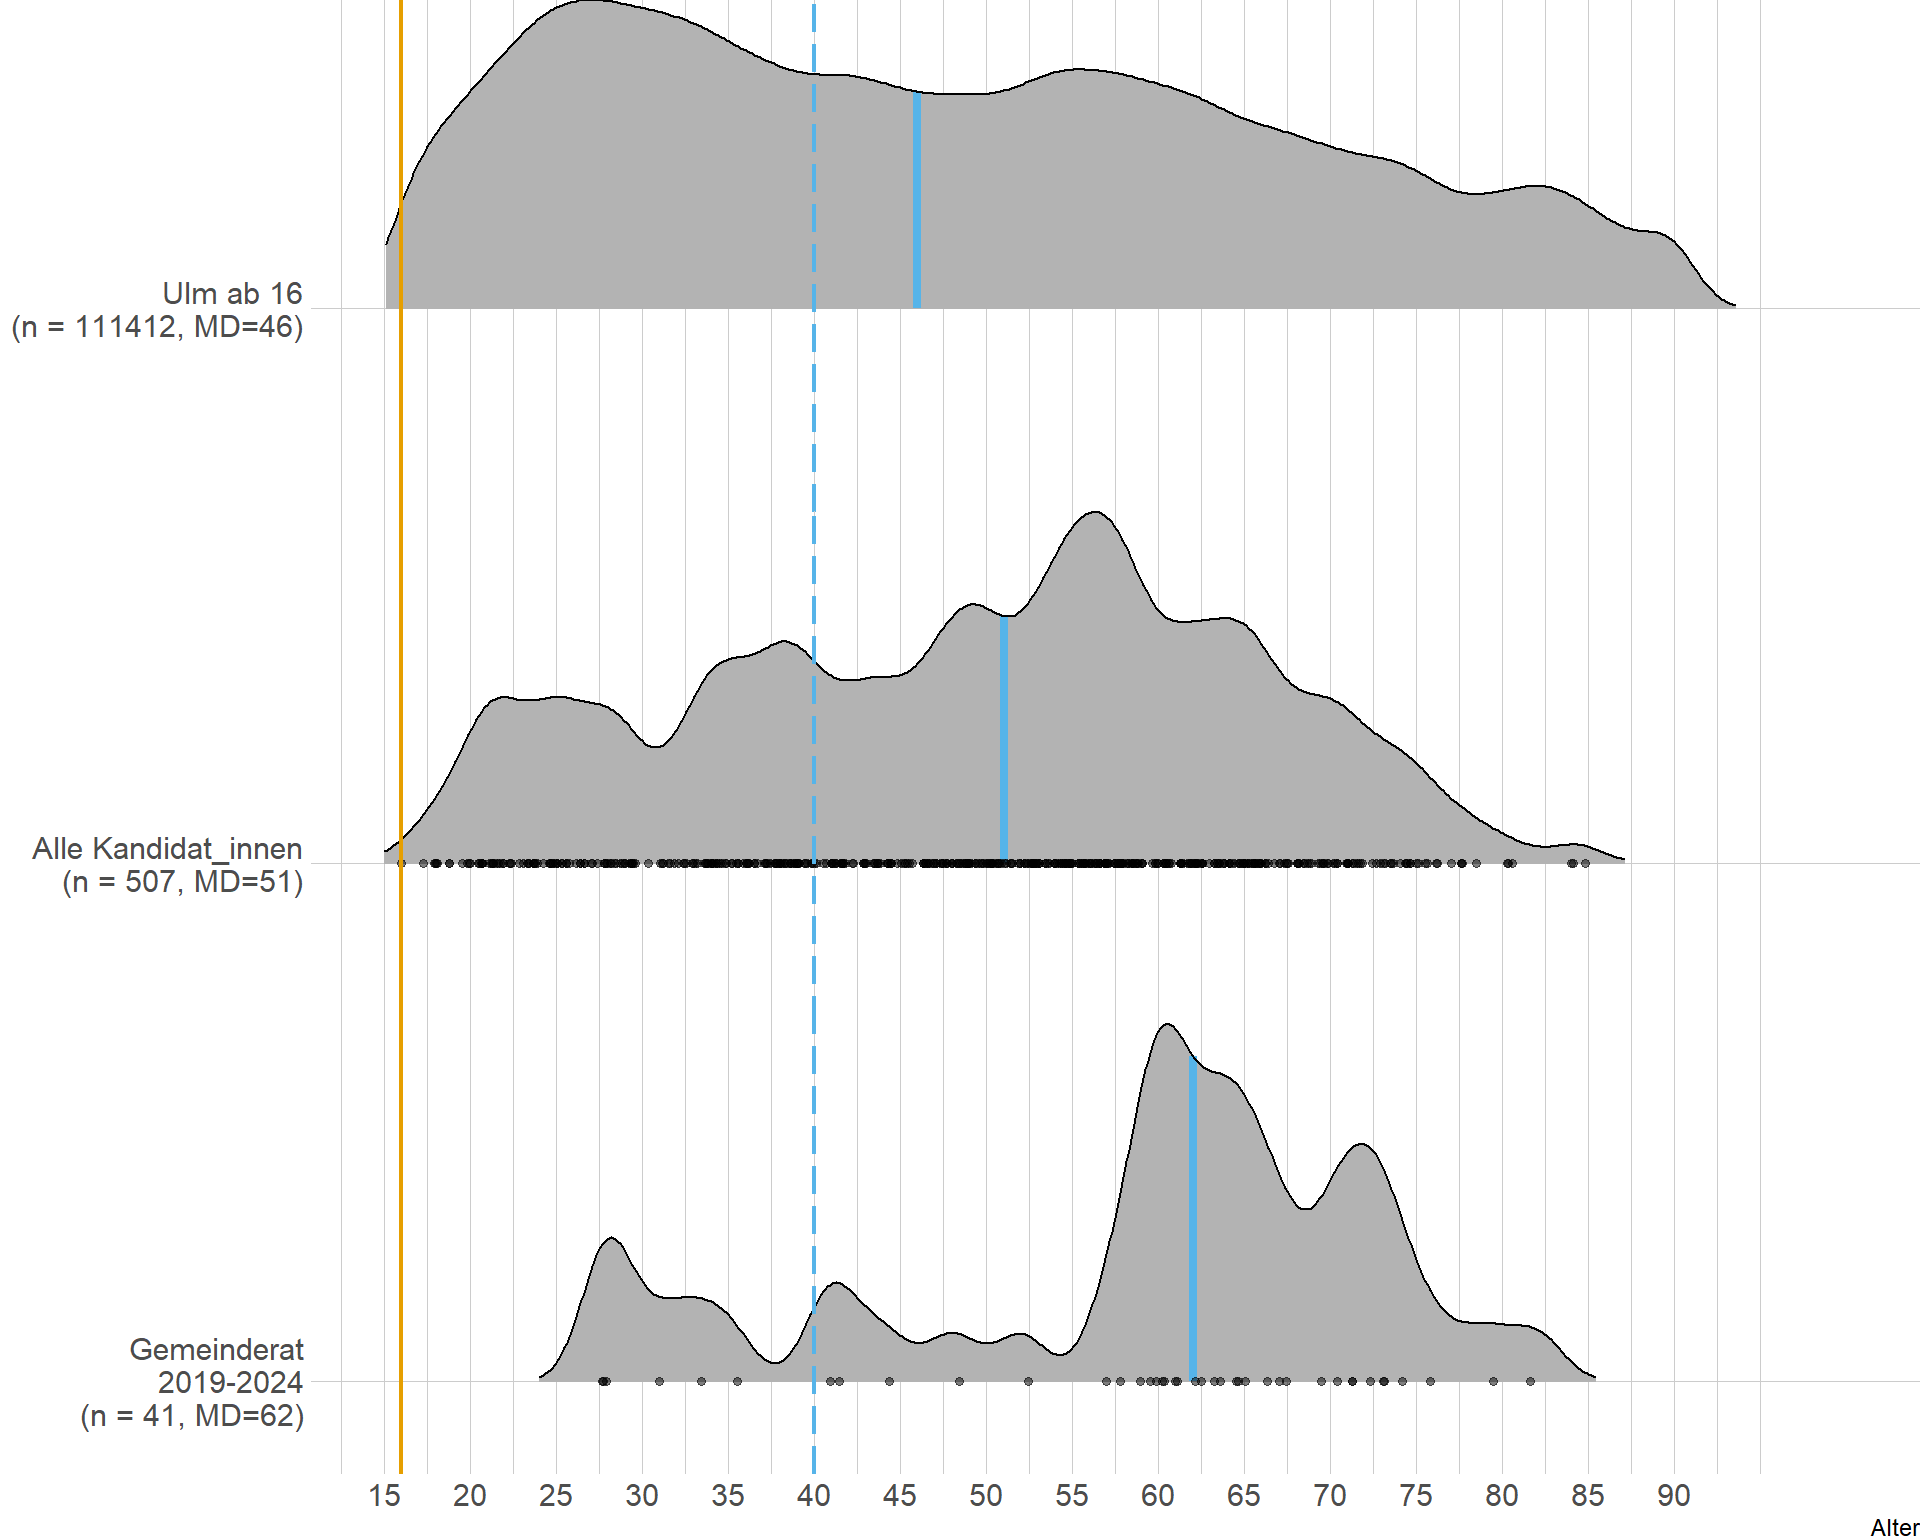 Ulm ab 16
(n = 111412, MD=46)
Alle Kandidat_innen
(n = 507, MD=51)
Gemeinderat
2019-2024
(n = 41, MD=62)
15 20 25 30 35 40 45 50 55 60 65 70 75 80 85 90
Alter